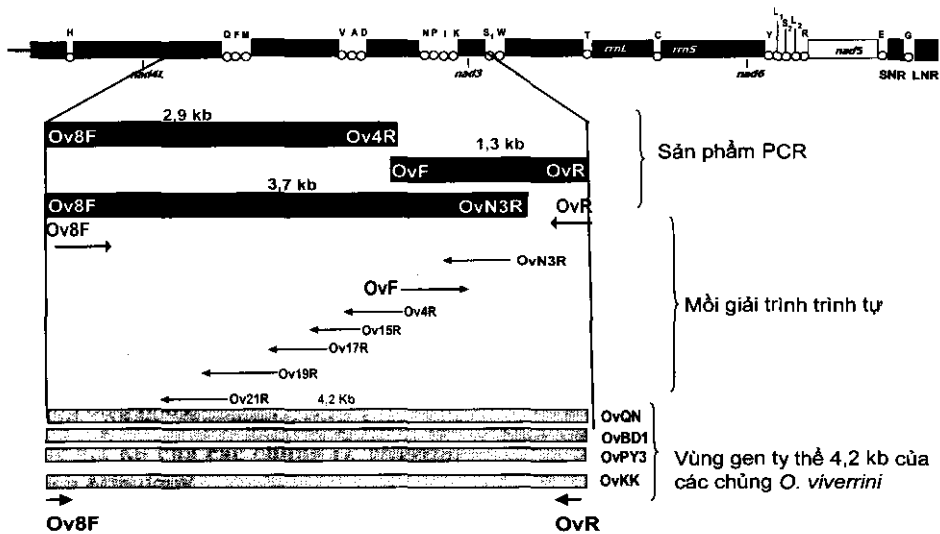 H Q F M V A D N P I K S1 W T C Y L1 S2 L2 R E G
rrnL rrnS nad5
nad4L nad3 nad6 SNR LNR
2,9 kb
Ov8F Ov4R
1,3 kb
OvF OvR
Sản phẩm PCR
3,7 kb
Ov8F OvN3R
Ov8F OvR
OvN3R
OvF
Ov4R
Mồi giải trình trình tự
Ov15R
Ov17R
Ov19R
Ov21R 4,2 Kb
OvQN
OvBD1
OvPY3
OvKK
Vùng gen ty thể 4,2 kb của
các chủng O. viverrini
Ov8F OvR